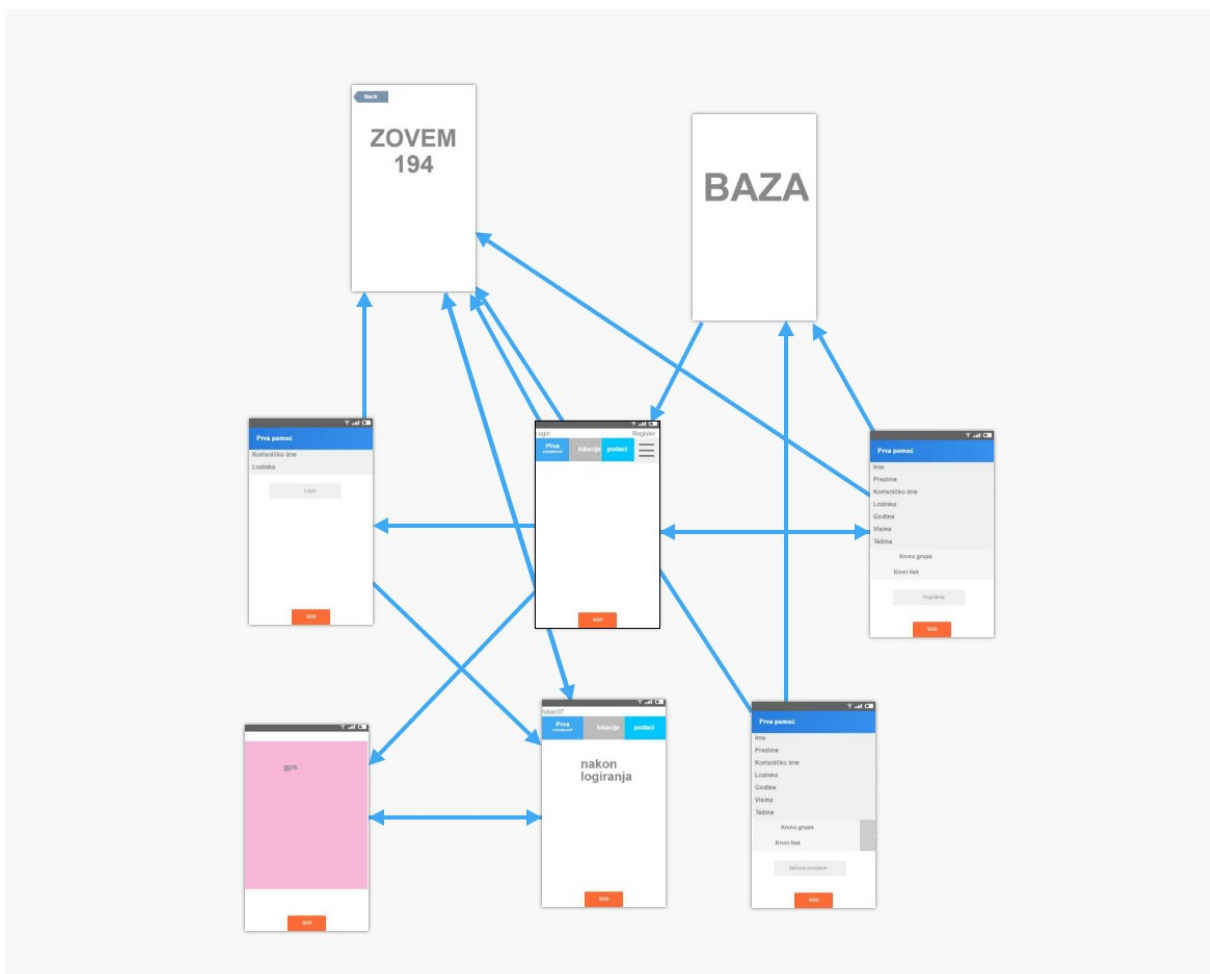 Back
ZOVEM
194
BAZA
Prva pomoć
Korisničko ime
Lozinka
Login
SOS
Login
Register
Prva
lokacija
podaci
SOS
Prva pomoć
Ime
Prezime
Korisničko ime
Lozinka
Godine
Visina
Težina
Krvna grupa
Krvni tlak
SOS
gps
SOS
Prva
lokacija
podaci
nakon
logiranja
SOS
Prva pomoć
Ime
Prezime
Korisničko ime
Lozinka
Godine
Visina
Težina
Krvna grupa
Krvni tlak
SOS